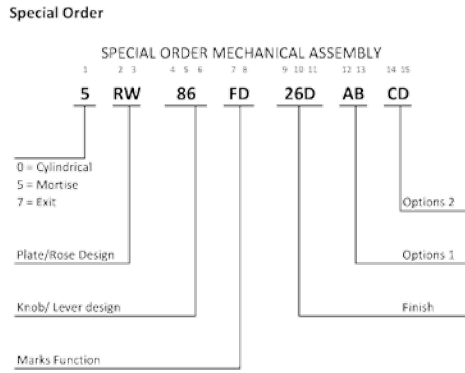 Special Order
SPECIAL ORDER MECHANICAL ASSEMBLY
1 2 3 4 5 6 7 8 9 10 11 12 13 14 15
5 RW 86 FD 26D AB CD
0 = Cylindrical
5 = Mortise
7 = Exit
Options 2
Plate/Rose Design Options 1
Knob/ Lever design Finish
Marks Function